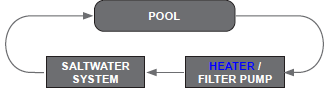 POOL
SALTWATER
SYSTEM
HEATER /
FILTER PUMP